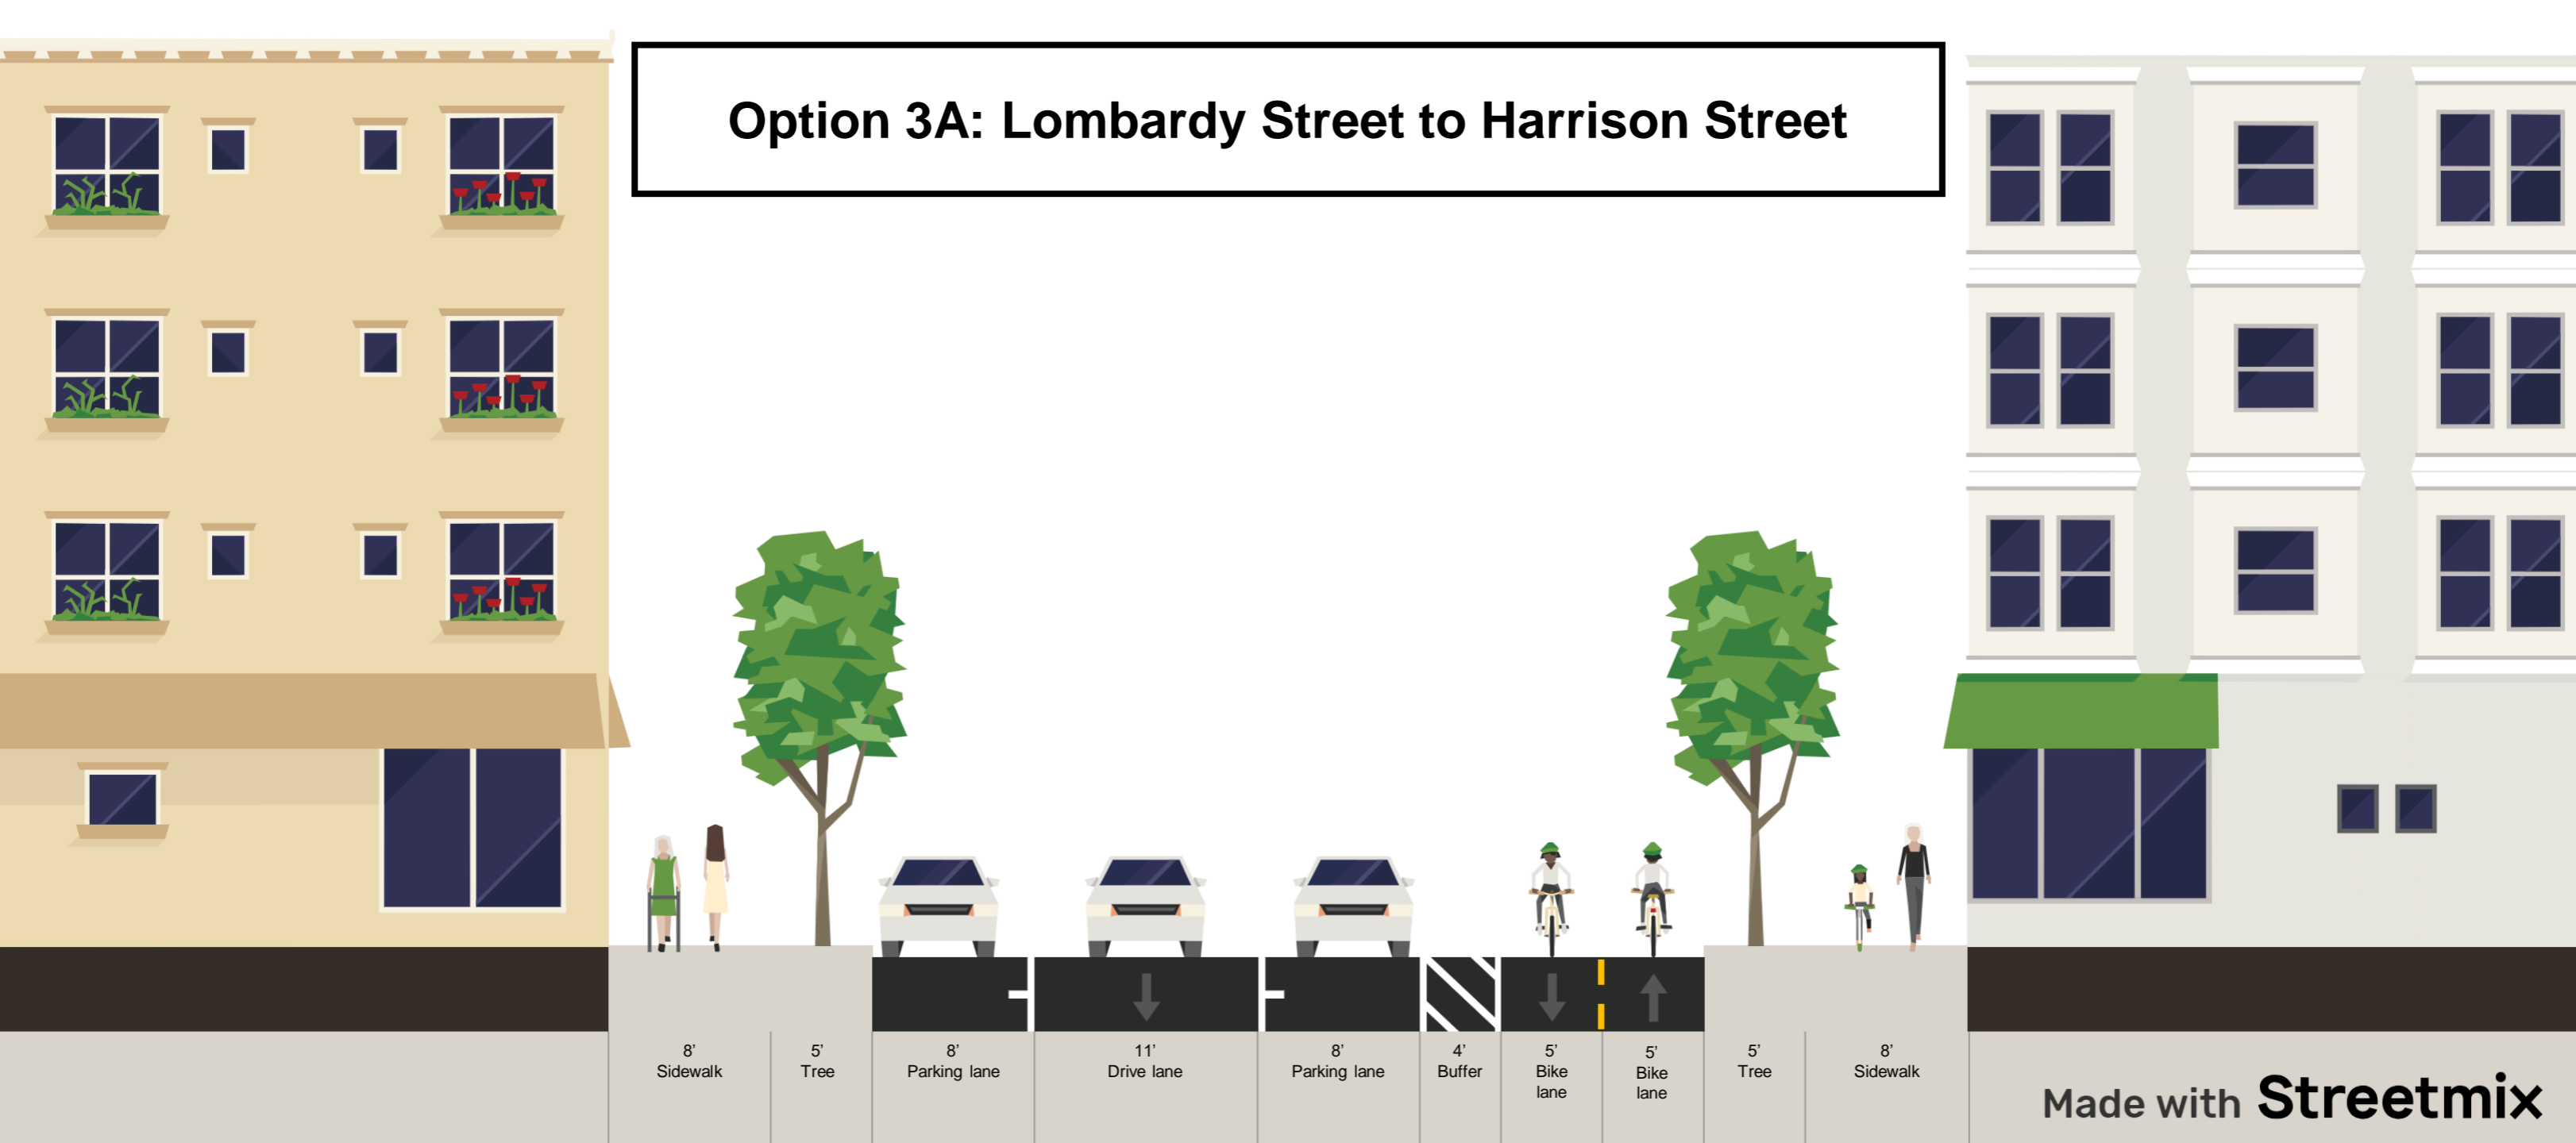 Option 3A: Lombardy Street to Harrison Street
8’
Sidewalk
5’
Tree
8’
Parking lane
11’
Drive lane
8’
Parking lane
4’
Buffer
5’
Bike
lane
5’
Bike
lane
5’
Tree
8’
Sidewalk
Made with Streetmix